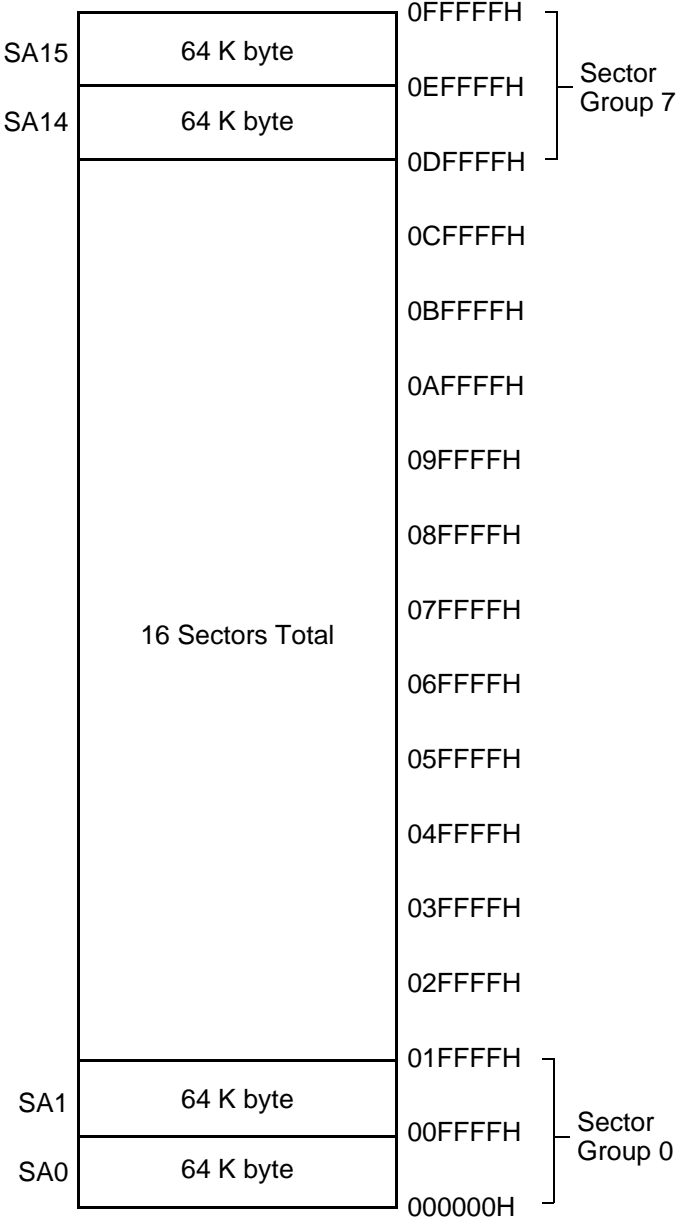 0FFFFFH
SA15
64 K byte
0EFFFFH
Sector
Group 7
SA14
64 K byte
0DFFFFH
0CFFFFH
0BFFFFH
0AFFFFH
09FFFFH
08FFFFH
07FFFFH
16 Sectors Total
06FFFFH
05FFFFH
04FFFFH
03FFFFH
02FFFFH
01FFFFH
SA1
64 K byte
00FFFFH
Sector
Group 0
SA0
64 K byte
000000H